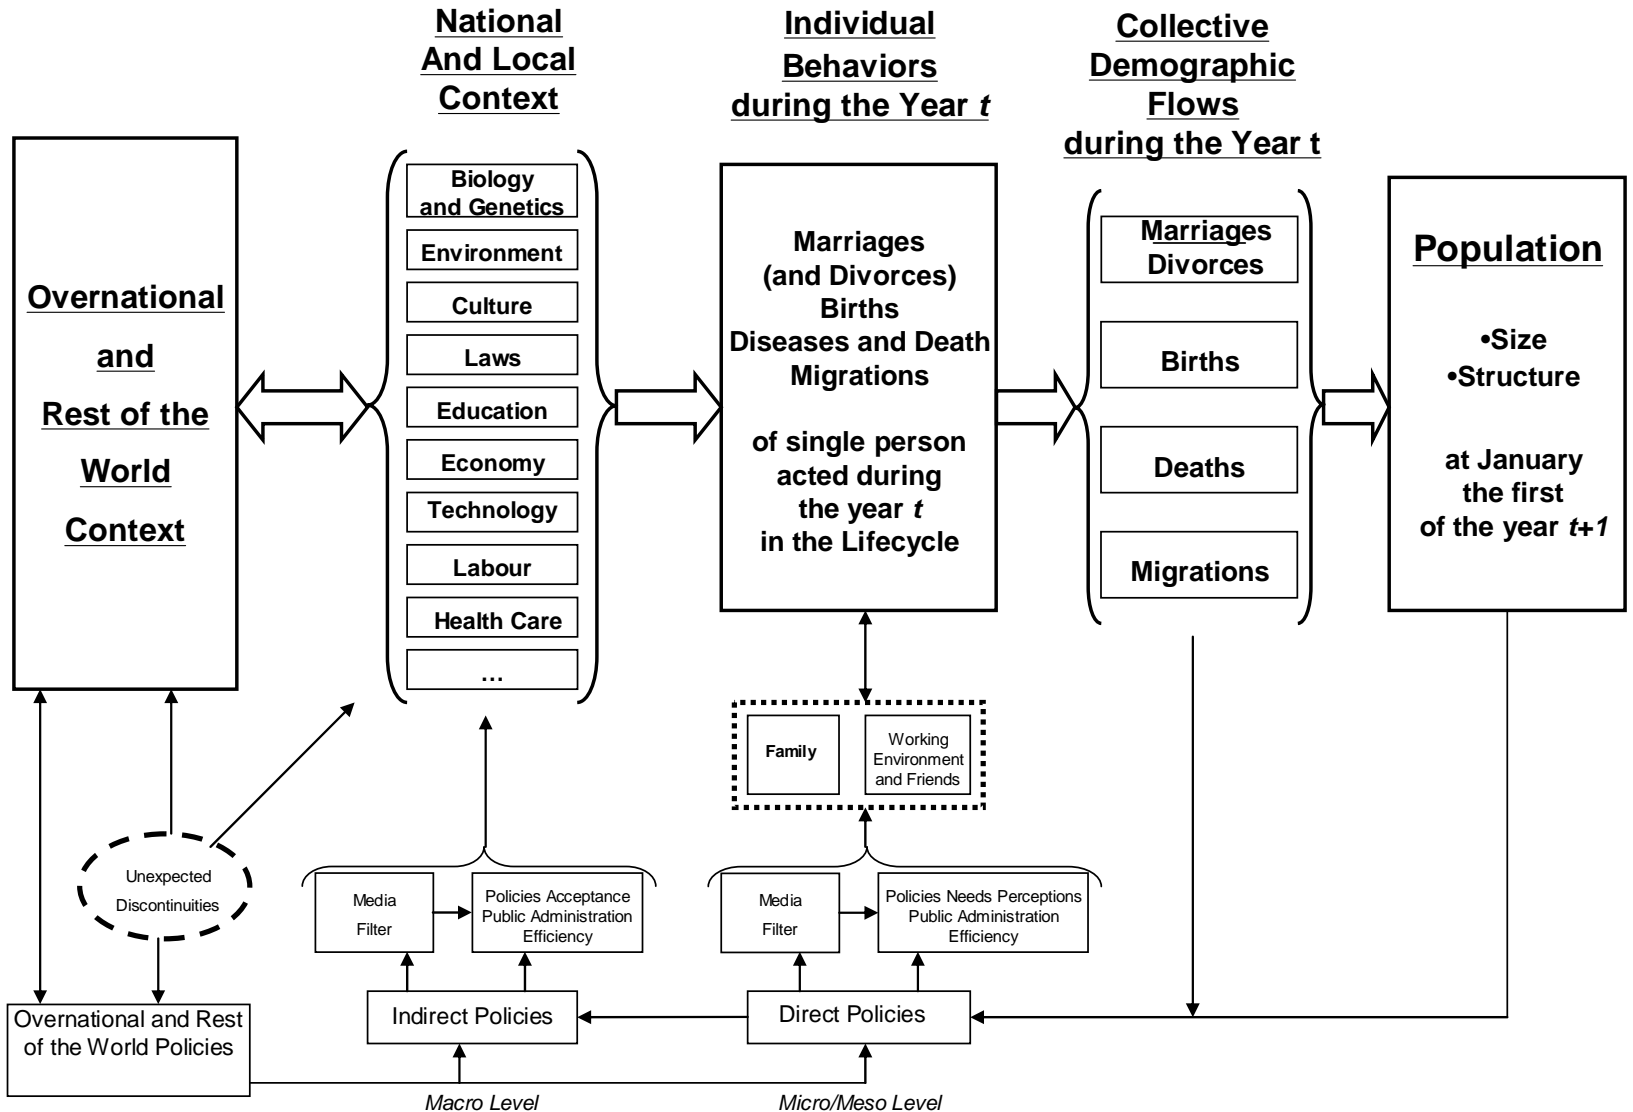 National
And Local
Context
Individual
Behaviors
during the Year t
Collective
Demographic
Flows
during the Year t
Overnational
and
Rest of the
World
Context
Biology
and Genetics
Environment
Culture
Laws
Education
Economy
Technology
Labour
Health Care
...
Marriages
(and Divorces)
Births
Diseases and Death
Migrations
of single person
acted during
the year t
in the Lifecycle
Marriages
Divorces
Births
Deaths
Migrations
Population
•Size
•Structure
at January
the first
of the year t+1
Family
Working
Environment
and Friends
Unexpected
Discontinuities
Media
Filter
Policies Acceptance
Public Administration
Efficiency
Media
Filter
Policies Needs Perceptions
Public Administration
Efficiency
Overnational and Rest
of the World Policies
Indirect Policies
Direct Policies
Macro Level
Micro/Meso Level